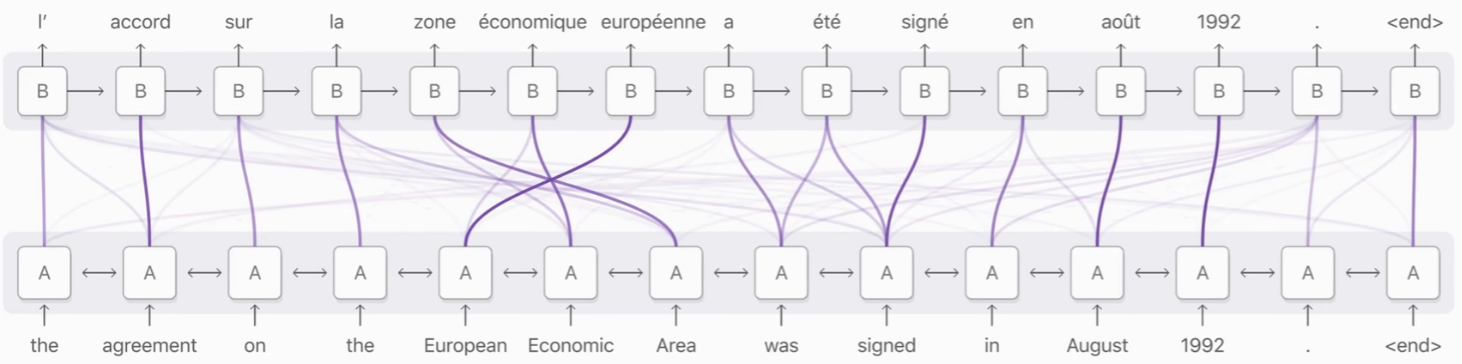 l’ accord sur la zone économique européenne a été signé en août 1992 . <end>
B B B B B B B B B B B B B B B
A A A A A A A A A A A A A A
the agreement on the European Economic Area was signed in August 1992 . <end>